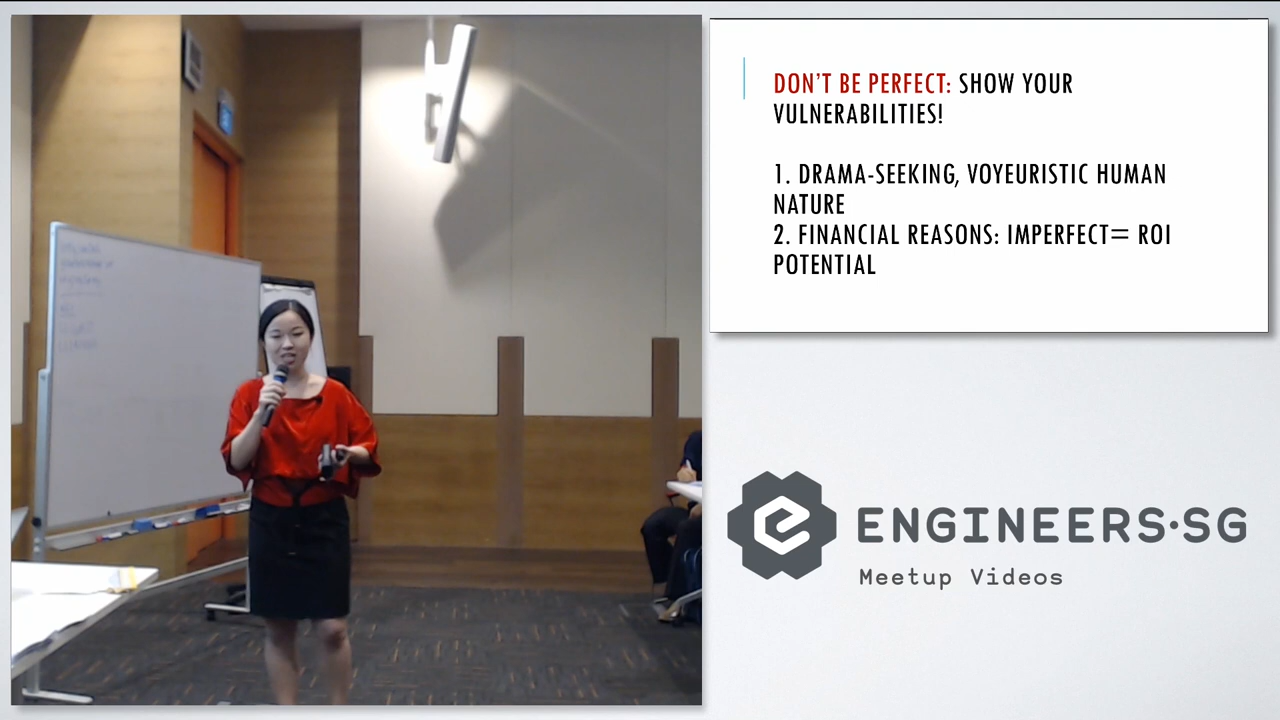 DON'T BE PERFECT: SHOW YOUR
VULNERABILITIES!
1. DRAMA-SEEKING, VOYEURISTIC HUMAN
NATURE
2. FINANCIAL REASONS: IMPERFECT= ROI
POTENTIAL
ENGINEERS·SG
Meetup Videos